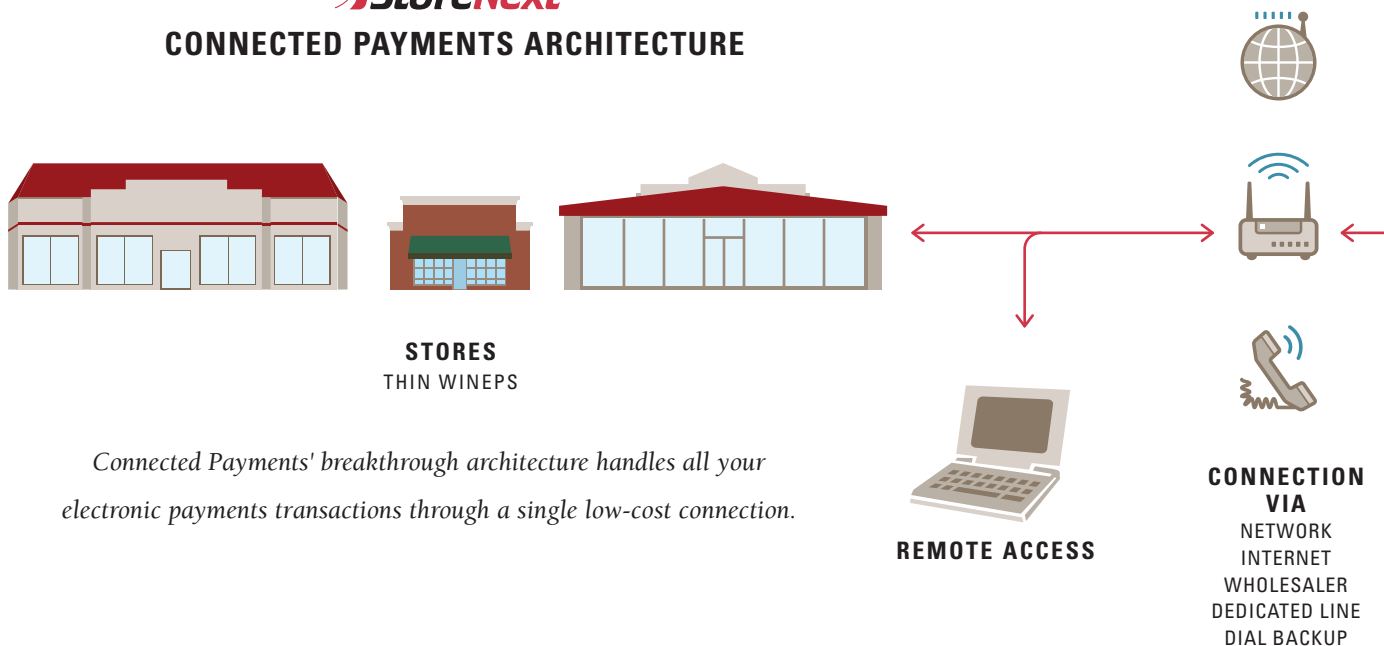 StoreNext
CONNECTED PAYMENTS ARCHITECTURE
STORES
THIN WINEPS
Connected Payments' breakthrough architecture handles all your
electronic payments transactions through a single low-cost connection.
REMOTE ACCESS
CONNECTION
VIA
NETWORK
INTERNET
WHOLESALER
DEDICATED LINE
DIAL BACKUP